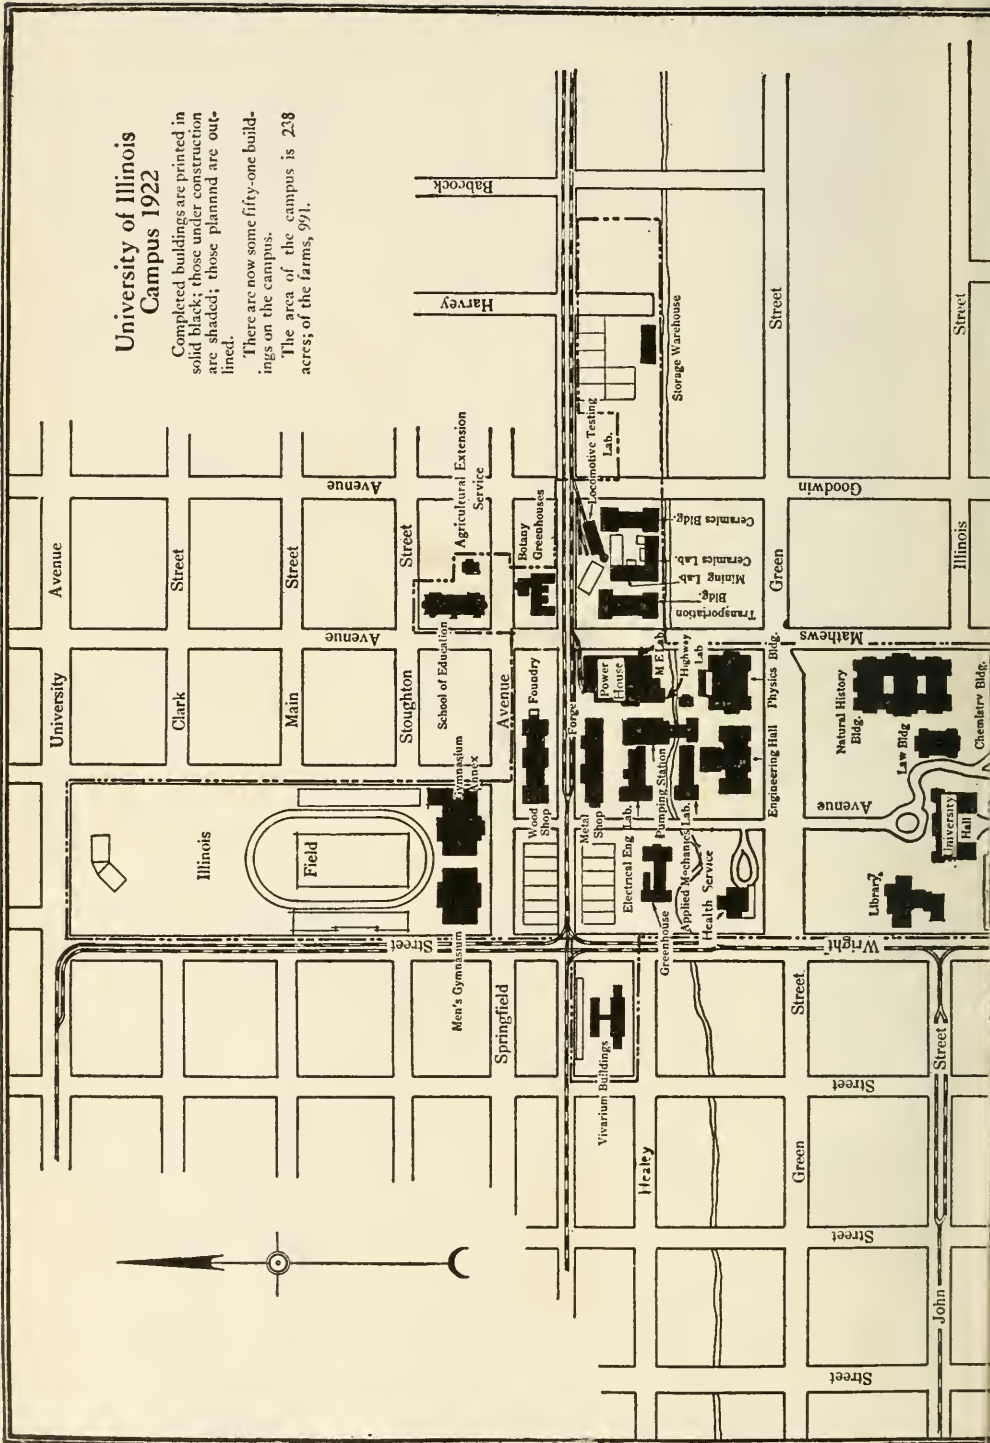 University of Illinois
Campus 1922
Completed buildings are printed in
solid black; those under construction
are shaded; those plannnd are out-
lined.
There are now some fifty-one build-
ings on the campus.
The area of the campus is 238
acres; of the farms, 991.
Babcock
Harvey
Goodwin
Avenue
Mathews
Avenue
Avenue
Wright
Street
University
Avenue
Clark
Street
Main
Street
Stoughton
Street
Springfield
Avenue
Healey
Green
Street
Green
Street
John
Street
Illinois
Street
Street
Street
Street
Illinois
Field
Men's Gymnasium
Gymnasium
Annex
School of Education
Agricultural Extension
Service
Botany
Greenhouses
Wood
Shop
Foundry
Forge
Metal
Shop
Power
House
M E Lab.
Highway
Lab
Physics Bldg.
Engineering Hall
Pumping Station
Electrical Eng Lab.
Applied Mechanics Lab.
Greenhouse
Health Service
Vivarium Buildings
Locomotive Testing
Lab.
Storage Warehouse
Ceramics Bldg.
Ceramics Lab.
Mining Lab
Transportation
Bldg.
Natural History
Bldg.
Law Bldg
Chemistry Bldg.
University
Hall
Library